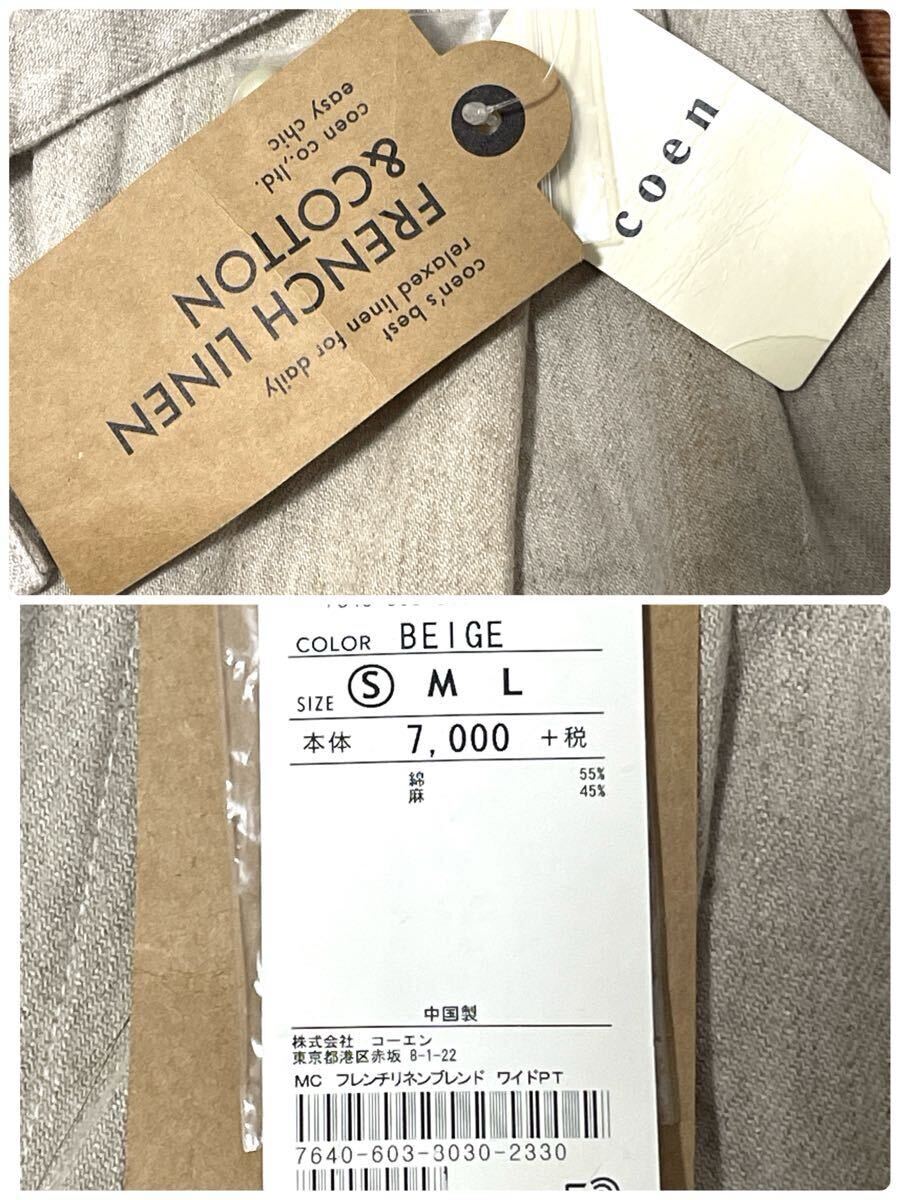 coen
coen's best
relaxed linen for daily
FRENCH LINEN
&COTTON
coen co.,ltd.
easy chic
COLOR BEIGE
SIZE S M L
本体 7,000 +税
綿 55%
麻 45%
中国製
株式会社 コーエン
東京都港区赤坂 8-1-22
MC フレンチリネンブレンド ワイドPT
7640-603-3030-2330